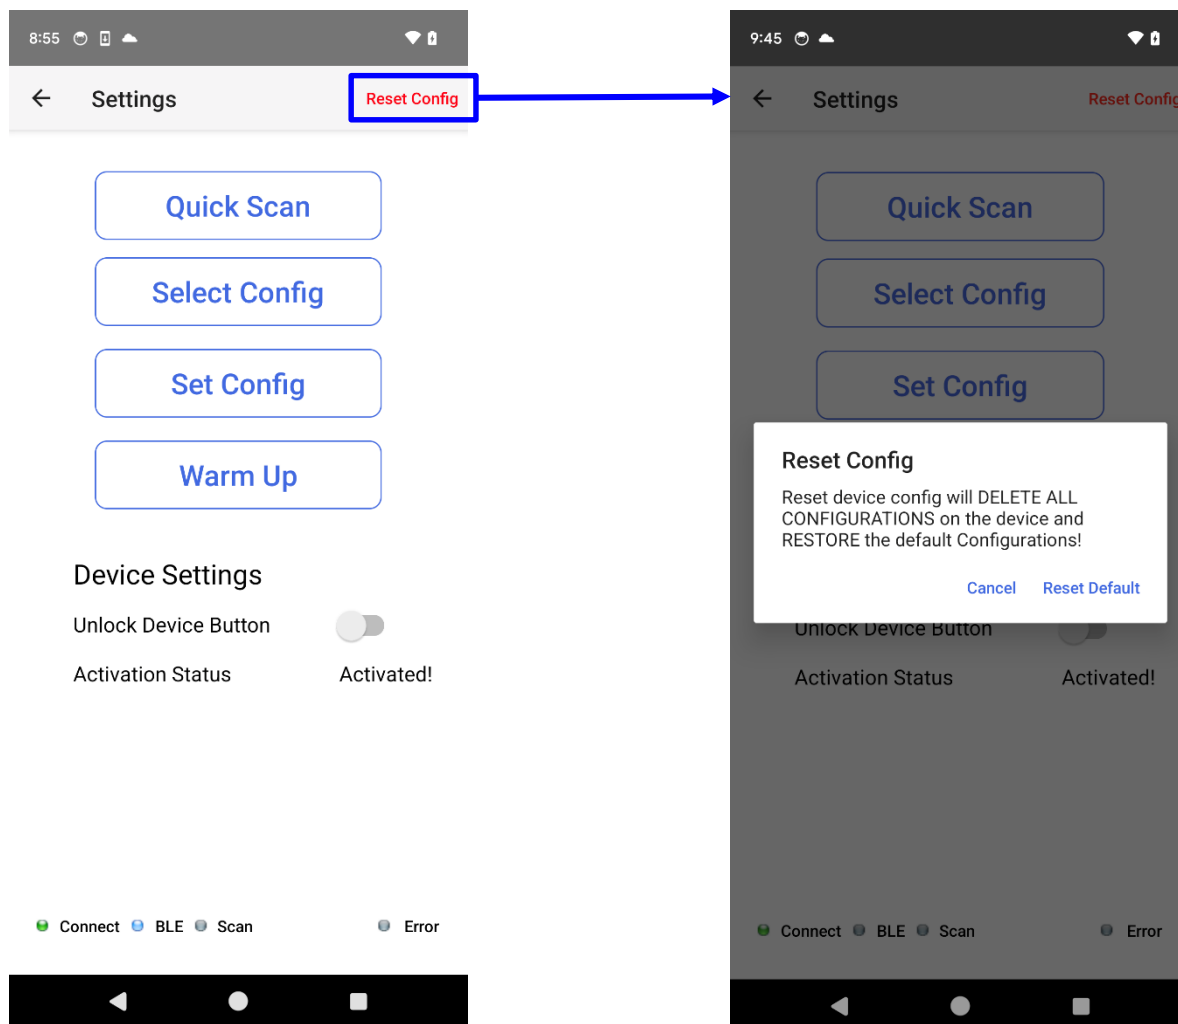 8:55
Settings
Reset Config
Quick Scan
Select Config
Set Config
Warm Up
Device Settings
Unlock Device Button
Activation Status Activated!
Connect BLE Scan Error
9:45
Settings
Reset Config
Quick Scan
Select Config
Set Config
Reset Config
Reset device config will DELETE ALL
CONFIGURATIONS on the device and
RESTORE the default Configurations!
Cancel Reset Default
Unlock Device Button
Activation Status Activated!
Connect BLE Scan Error